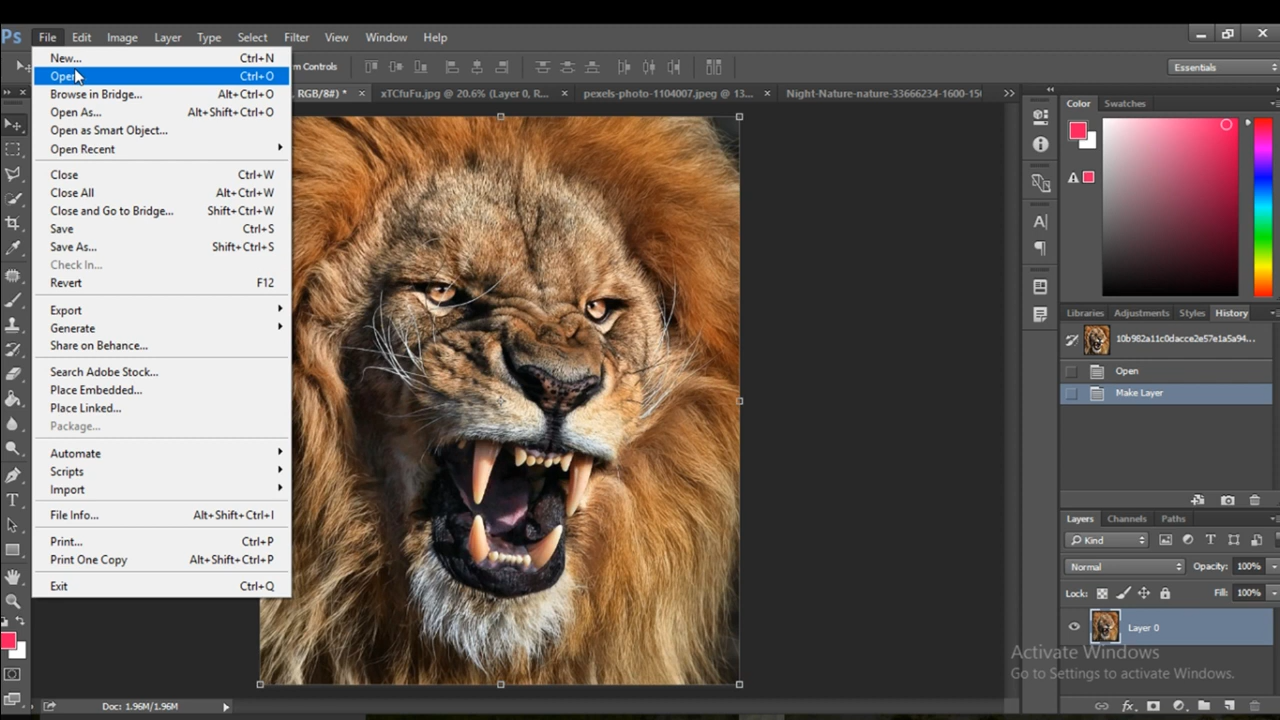 Ps File Edit Image Layer Type Select Filter View Window Help
m Controls Essentials
RGB/8#) * xTCfuFu.jpg @ 20.6% (Layer 0, R... pexels-photo-1104007.jpeg @ 13... Night-Nature-nature-33666234-1600-15
New... Ctrl+N
Open... Ctrl+O
Browse in Bridge... Alt+Ctrl+O
Open As... Alt+Shift+Ctrl+O
Open as Smart Object...
Open Recent
Close Ctrl+W
Close All Alt+Ctrl+W
Close and Go to Bridge... Shift+Ctrl+W
Save Ctrl+S
Save As... Shift+Ctrl+S
Check In...
Revert F12
Export
Generate
Share on Behance...
Search Adobe Stock...
Place Embedded...
Place Linked...
Package...
Automate
Scripts
Import
File Info... Alt+Shift+Ctrl+I
Print... Ctrl+P
Print One Copy Alt+Shift+Ctrl+P
Exit Ctrl+Q
Color Swatches
Libraries Adjustments Styles History
10b982a11c0dacce2e57e1a5a94...
Open
Make Layer
Layers Channels Paths
Kind
Normal Opacity: 100%
Lock: Fill: 100%
Layer 0
Activate Windows
Go to Settings to activate Windows.
Doc: 1.96M/1.96M